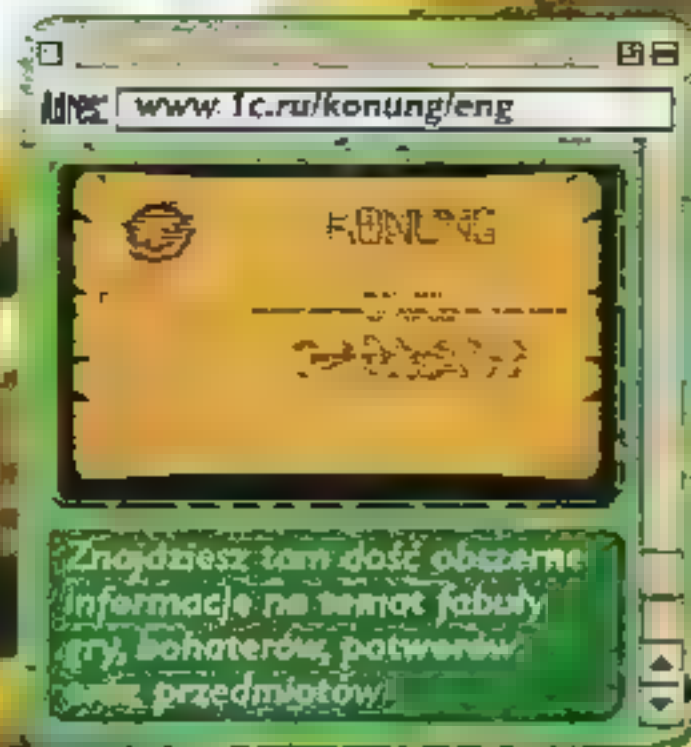 Adres: www.1c.ru/konung/eng
KONUNG
Znajdziesz tam dość obszerne
informacje na temat fabuły
gry, bohaterów, potworów
przedmiotów